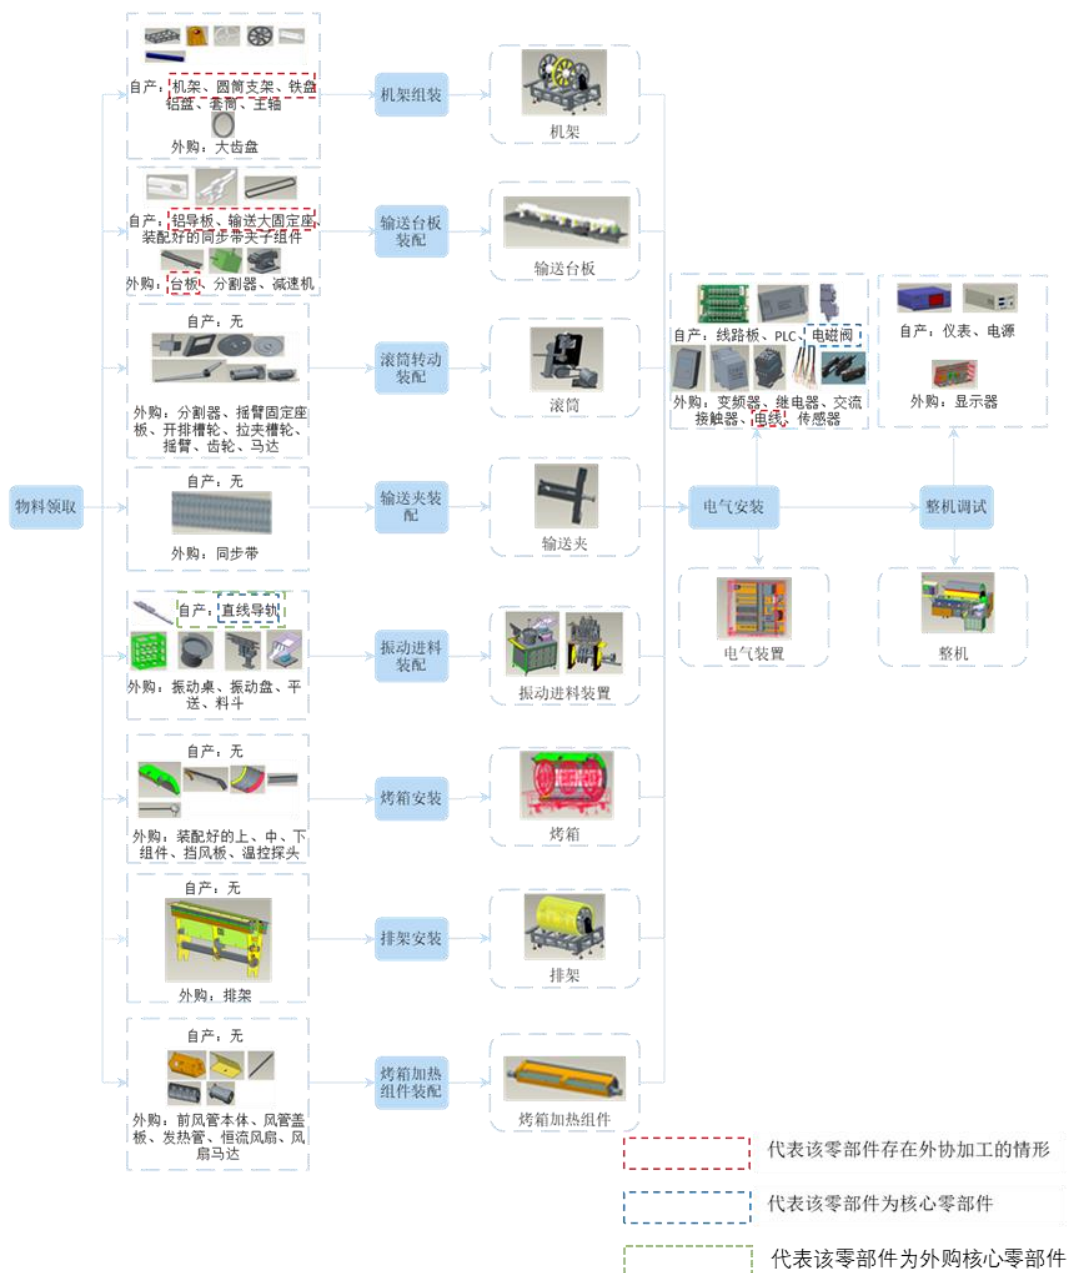 物料领取
自产：机架、圆筒支架、铁盘
铝盘、套筒、主轴
外购：大齿盘
机架组装
机架
自产：铝导板、输送大固定座、
装配好的同步带夹子组件
外购：台板、分割器、减速机
输送台板
装配
输送台板
自产：无
外购：分割器、摇臂固定座
板、开排槽轮、拉夹槽轮、
摇臂、齿轮、马达
滚筒转动
装配
滚筒
自产：无
外购：同步带
输送夹装
配
输送夹
自产：直线导轨
外购：振动桌、振动盘、平
送、料斗
振动进料
装配
振动进料装置
自产：无
外购：装配好的上、中、下
组件、挡风板、温控探头
烤箱安装
烤箱
自产：无
外购：排架
排架安装
排架
自产：无
外购：前风管本体、风管盖
板、发热管、恒流风扇、风
扇马达
烤箱加热
组件装配
烤箱加热组件
自产：线路板、PLC、电磁阀
外购：变频器、继电器、交流
接触器、电线、传感器
电气安装
电气装置
自产：仪表、电源
外购：显示器
整机调试
整机
代表该零部件存在外协加工的情形
代表该零部件为核心零部件
代表该零部件为外购核心零部件